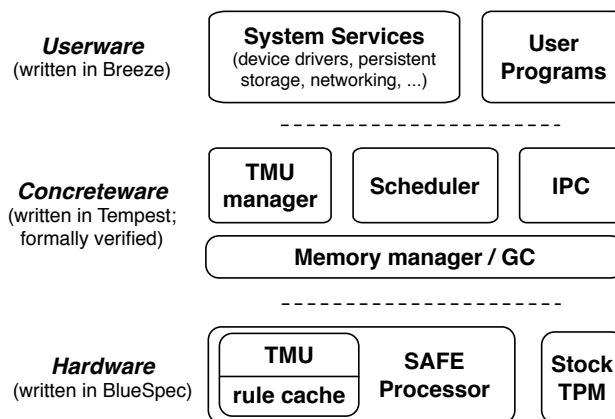 Userware
(written in Breeze)
System Services
(device drivers, persistent
storage, networking, ...)
User
Programs
Concreteware
(written in Tempest;
formally verified)
TMU
manager
Scheduler
IPC
Memory manager / GC
Hardware
(written in BlueSpec)
TMU
rule cache
SAFE
Processor
Stock
TPM